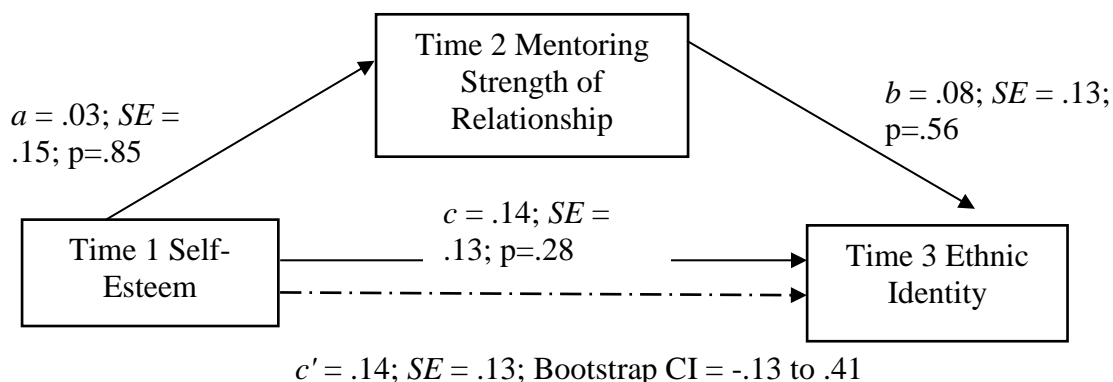 Time 2 Mentoring
Strength of
Relationship
a = .03; SE =
.15; p=.85
b = .08; SE = .13;
p=.56
c = .14; SE =
.13; p=.28
Time 1 Self-
Esteem
Time 3 Ethnic
Identity
c' = .14; SE = .13; Bootstrap CI = -.13 to .41